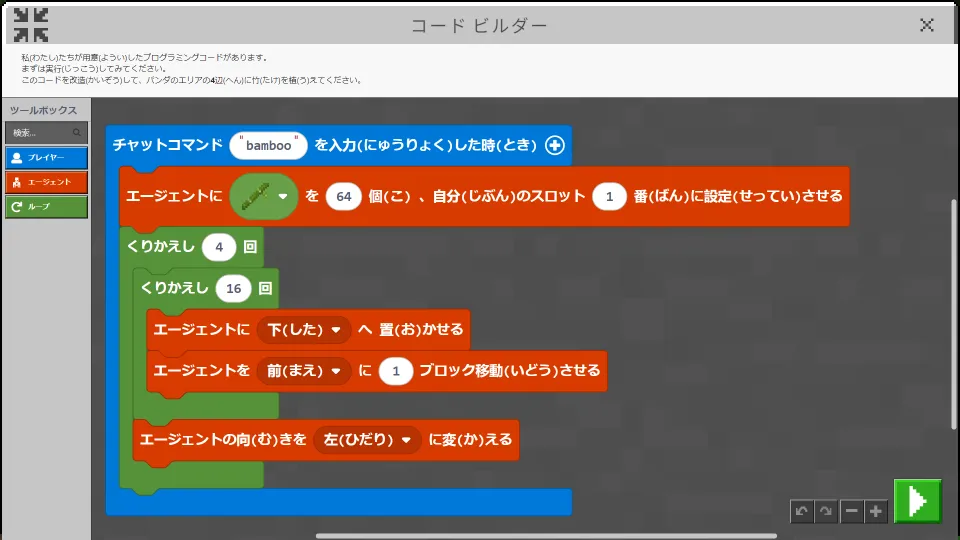 コード ビルダー
私(わたし)たちが用意(ようい)したプログラミングコードがあります。
まずは実行(じっこう)してみてください。
このコードを改造(かいぞう)して、パンダのエリアの4辺(へん)に竹(たけ)を植(う)えてください。
ツールボックス
検索...
プレイヤー
エージェント
ループ
チャットコマンド "bamboo" を入力(にゅうりょく)した時(とき)
エージェントに を 64 個(こ) 、自分(じぶん)のスロット 1 番(ばん)に設定(せってい)させる
くりかえし 4 回
くりかえし 16 回
エージェントに 下(した) へ 置(お)かせる
エージェントを 前(まえ) に 1 ブロック移動(いどう)させる
エージェントの向(む)きを 左(ひだり) に変(か)える